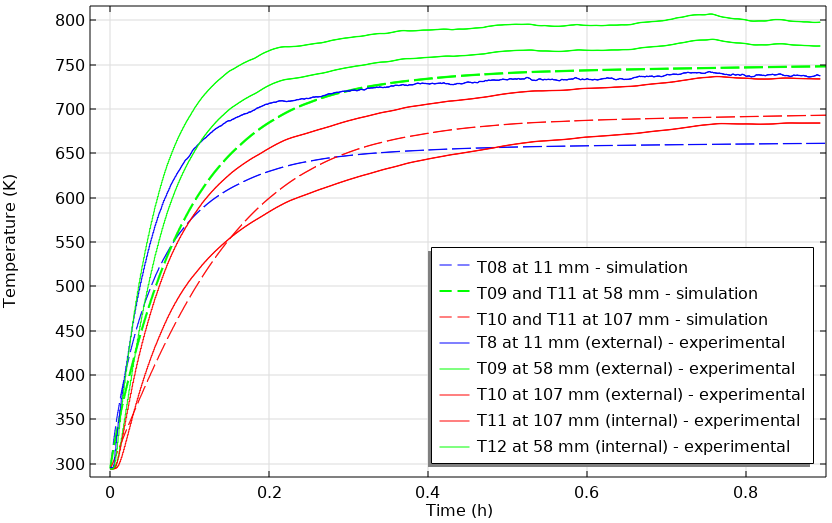 800
750
700
650
600
550
500
450
400
350
300
Temperature (K)
T08 at 11 mm - simulation
T09 and T11 at 58 mm - simulation
T10 and T11 at 107 mm - simulation
T8 at 11 mm (external) - experimental
T09 at 58 mm (external) - experimental
T10 at 107 mm (external) - experimental
T11 at 107 mm (internal) - experimental
T12 at 58 mm (internal) - experimental
0 0.2 0.4 0.6 0.8
Time (h)